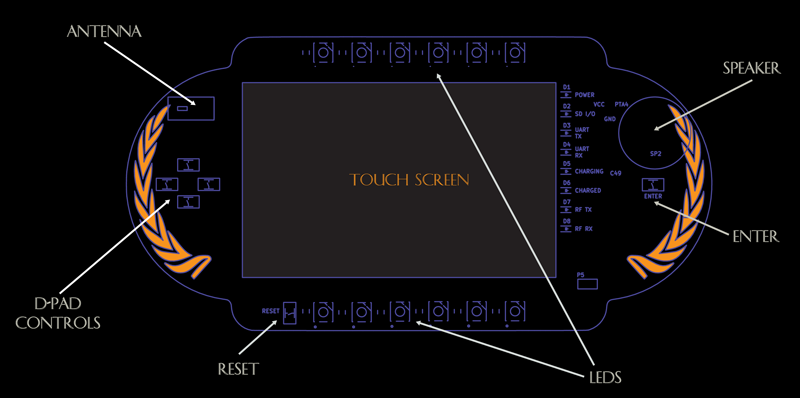 ANTENNA
SPEAKER
D1
POWER
D2
SD I/O
VCC
PTA4
GND
D3
UART
TX
D4
UART
RX
SP2
D5
CHARGING
C49
D6
CHARGED
D7
RF TX
D8
RF RX
TOUCH SCREEN
ENTER
ENTER
D-PAD
CONTROLS
P5
RESET
RESET
LEDS